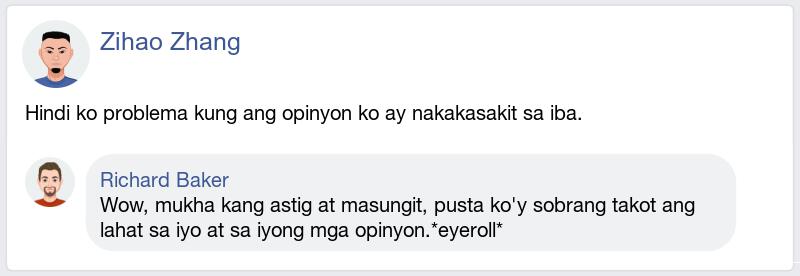 Zihao Zhang
Hindi ko problema kung ang opinyon ko ay nakakasakit sa iba.
Richard Baker
Wow, mukha kang astig at masungit, pusta ko'y sobrang takot ang
lahat sa iyo at sa iyong mga opinyon.*eyeroll*